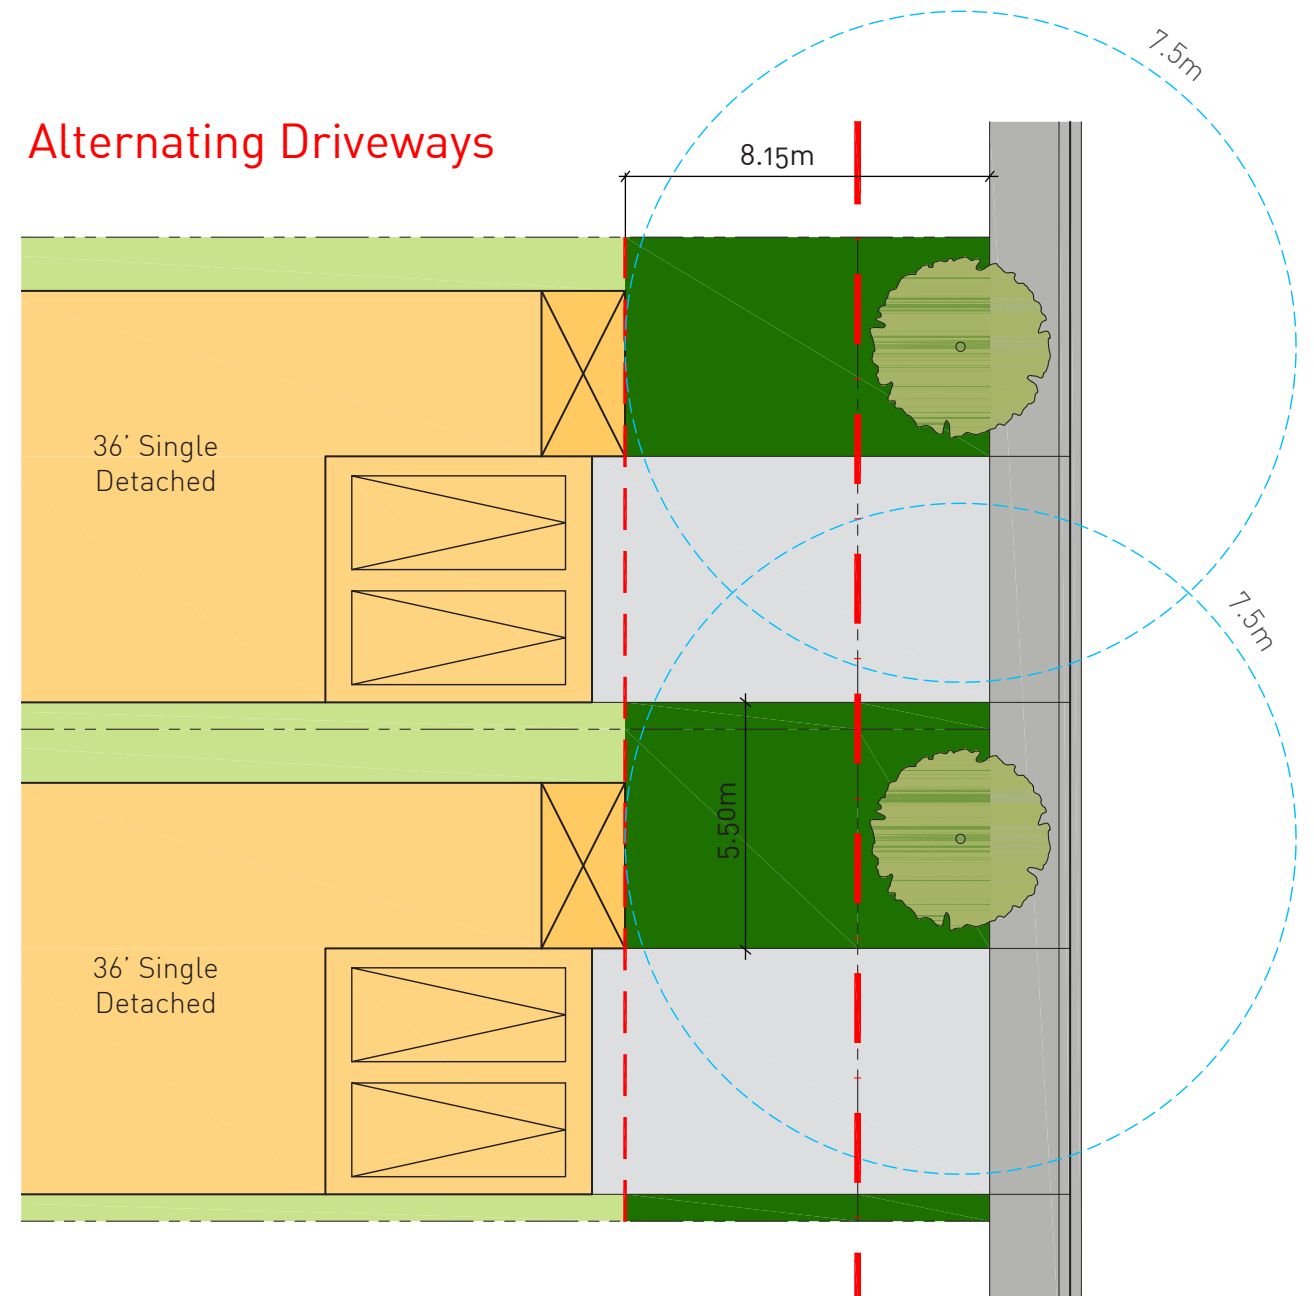 7.5m
Alternating Driveways
8.15m
36’ Single
Detached
7.5m
5.50m
36’ Single
Detached